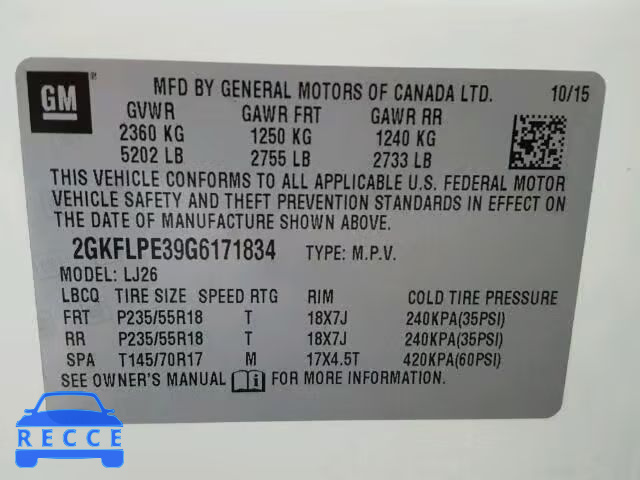 GM
MFD BY GENERAL MOTORS OF CANADA LTD. 10/15
GVWR GAWR FRT GAWR RR
2360 KG 1250 KG 1240 KG
5202 LB 2755 LB 2733 LB
THIS VEHICLE CONFORMS TO ALL APPLICABLE U.S. FEDERAL MOTOR
VEHICLE SAFETY AND THEFT PREVENTION STANDARDS IN EFFECT ON
THE DATE OF MANUFACTURE SHOWN ABOVE.
2GKFLPE39G6171834 TYPE: M.P.V.
MODEL: LJ26
LBCQ TIRE SIZE SPEED RTG RIM COLD TIRE PRESSURE
FRT P235/55R18 T 18X7J 240KPA(35PSI)
RR P235/55R18 T 18X7J 240KPA(35PSI)
SPA T145/70R17 M 17X4.5T 420KPA(60PSI)
SEE OWNER'S MANUAL FOR MORE INFORMATION.
RECCE